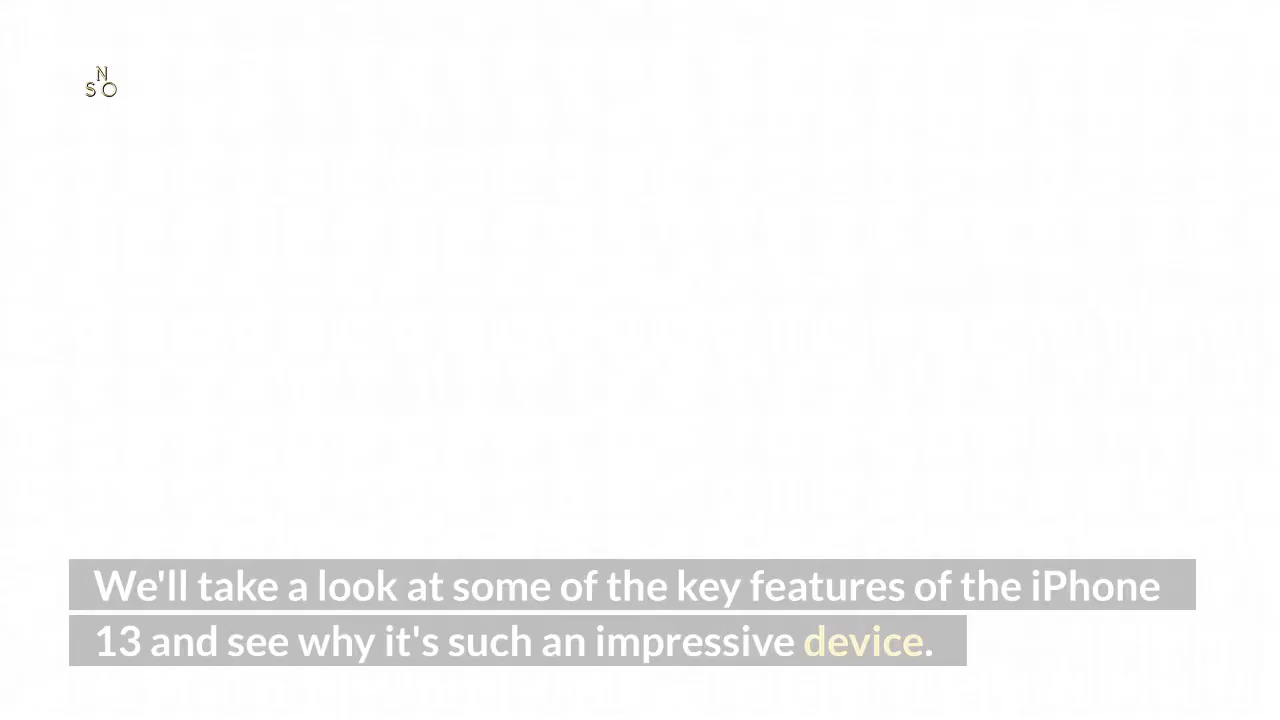 N
S O
We'll take a look at some of the key features of the iPhone
13 and see why it's such an impressive device.